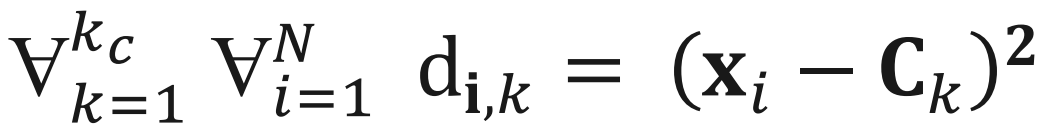 ∀_{k=1}^{k_C} ∀_{i=1}^{N} d_{𝐢,k} = (𝐱_i − 𝐂_k)^𝟐